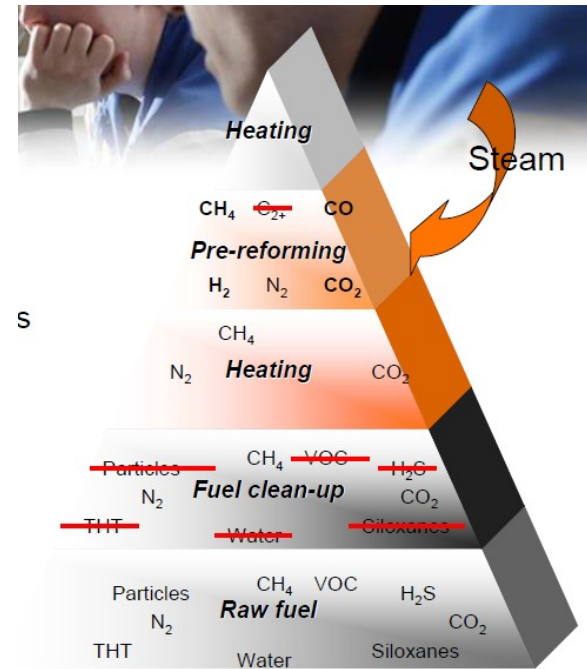 Heating
Steam
CH₄ C₂₊ CO
Pre-reforming
H₂ N₂ CO₂
s
CH₄
N₂ Heating CO₂
Particles CH₄ VOC H₂S
N₂ Fuel clean-up CO₂
THT Water Siloxanes
Particles CH₄ VOC H₂S
N₂ Raw fuel CO₂
THT Water Siloxanes